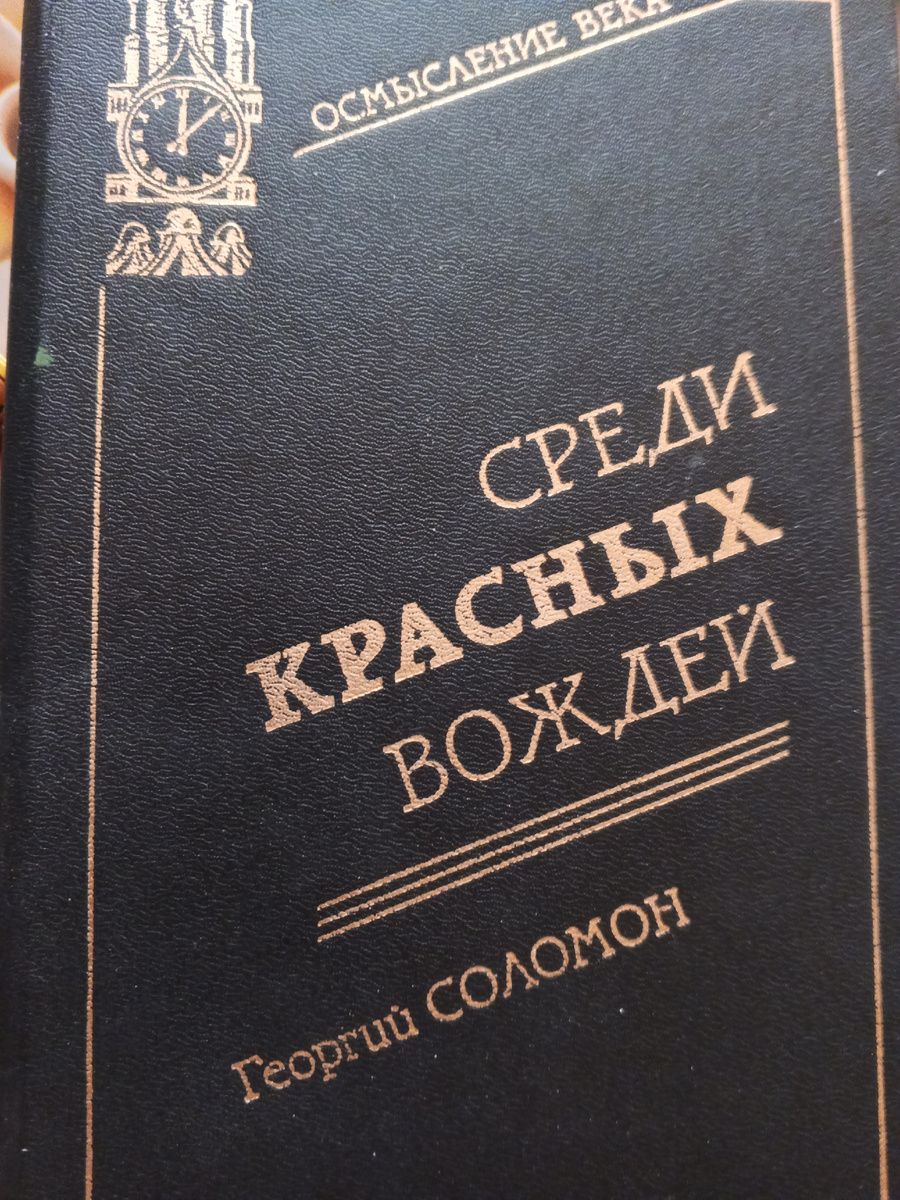 ОСМЫСЛЕНИЕ ВЕКА
СРЕДИ
КРАСНЫХ
ВОЖДЕЙ
Георгий СОЛОМОН